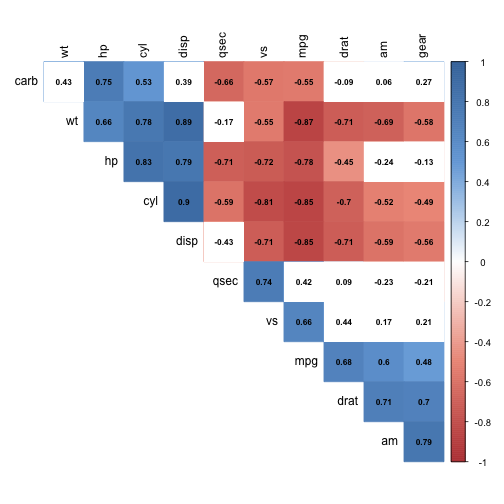 wt hp cyl disp qsec vs mpg drat am gear
carb 0.43 0.75 0.53 0.39 -0.66 -0.57 -0.55 -0.09 0.06 0.27
wt 0.66 0.78 0.89 -0.17 -0.55 -0.87 -0.71 -0.69 -0.58
hp 0.83 0.79 -0.71 -0.72 -0.78 -0.45 -0.24 -0.13
cyl 0.9 -0.59 -0.81 -0.85 -0.7 -0.52 -0.49
disp -0.43 -0.71 -0.85 -0.71 -0.59 -0.56
qsec 0.74 0.42 0.09 -0.23 -0.21
vs 0.66 0.44 0.17 0.21
mpg 0.68 0.6 0.48
drat 0.71 0.7
am 0.79
1
0.8
0.6
0.4
0.2
0
-0.2
-0.4
-0.6
-0.8
-1